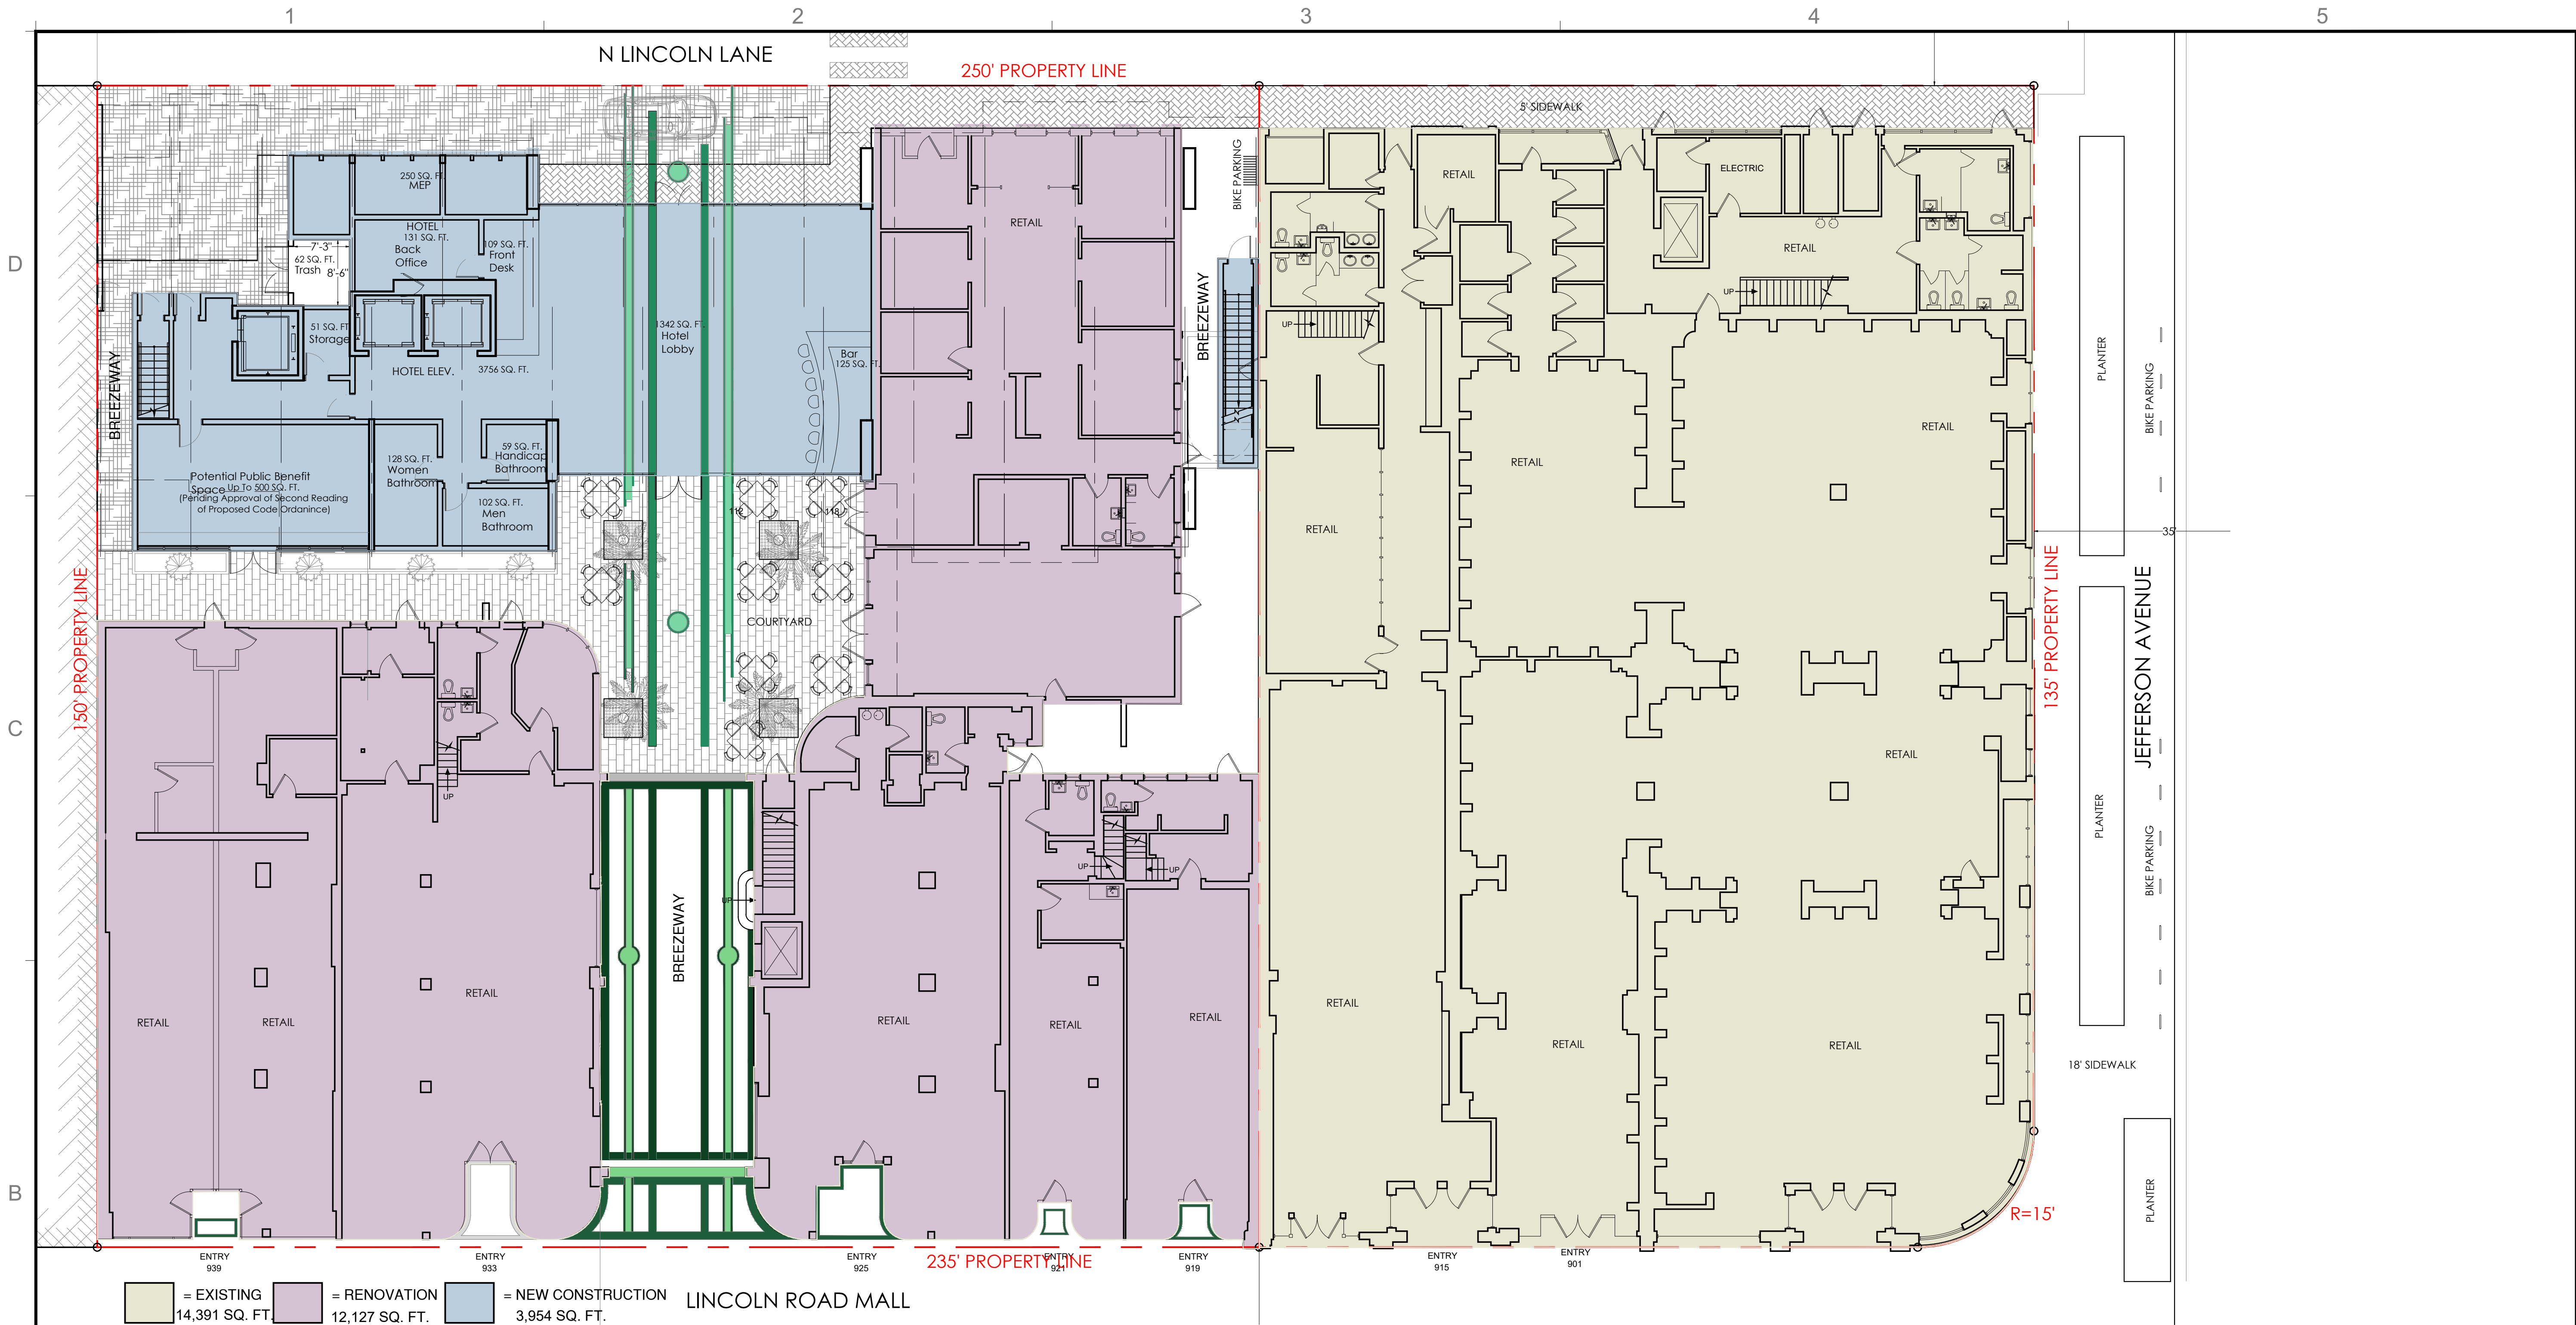 1
2
3
4
5
N LINCOLN LANE
250' PROPERTY LINE
5' SIDEWALK
BIKE PARKING
250 SQ. FT.
MEP
RETAIL
RETAIL
ELECTRIC
RETAIL
HOTEL
131 SQ. FT.
Back
Office
109 SQ. FT.
Front
Desk
7'-3"
62 SQ. FT.
Trash
8'-6"
D
UP
UP
51 SQ. FT.
Storage
1342 SQ. FT.
Hotel
Lobby
BREEZEWAY
BREEZEWAY
PLANTER
BIKE PARKING
Bar
125 SQ. FT.
HOTEL ELEV.
3756 SQ. FT.
RETAIL
RETAIL
59 SQ. FT.
Handicap
Bathroom
128 SQ. FT.
Women
Bathroom
Potential Public Benefit
Space Up To 500 SQ. FT.
(Pending Approval of Second Reading
of Proposed Code Ordanince)
102 SQ. FT.
Men
Bathroom
112
118
RETAIL
35'
150' PROPERTY LINE
COURTYARD
135' PROPERTY LINE
JEFFERSON AVENUE
C
RETAIL
UP
PLANTER
BIKE PARKING
UP
UP
UP
BREEZEWAY
RETAIL
RETAIL
RETAIL
RETAIL
RETAIL
RETAIL
RETAIL
RETAIL
RETAIL
RETAIL
18' SIDEWALK
B
PLANTER
R=15'
ENTRY
939
ENTRY
933
ENTRY
925
235' PROPERTY LINE
ENTRY
921
ENTRY
919
ENTRY
915
ENTRY
901
= EXISTING
14,391 SQ. FT.
= RENOVATION
12,127 SQ. FT.
= NEW CONSTRUCTION
3,954 SQ. FT.
LINCOLN ROAD MALL